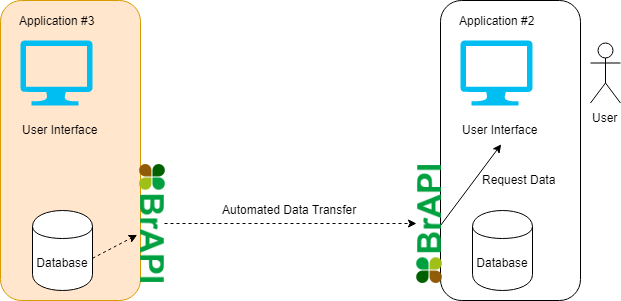 Application #3
Application #2
User Interface
User Interface
User
BrAPI
BrAPI
Request Data
Automated Data Transfer
Database
Database